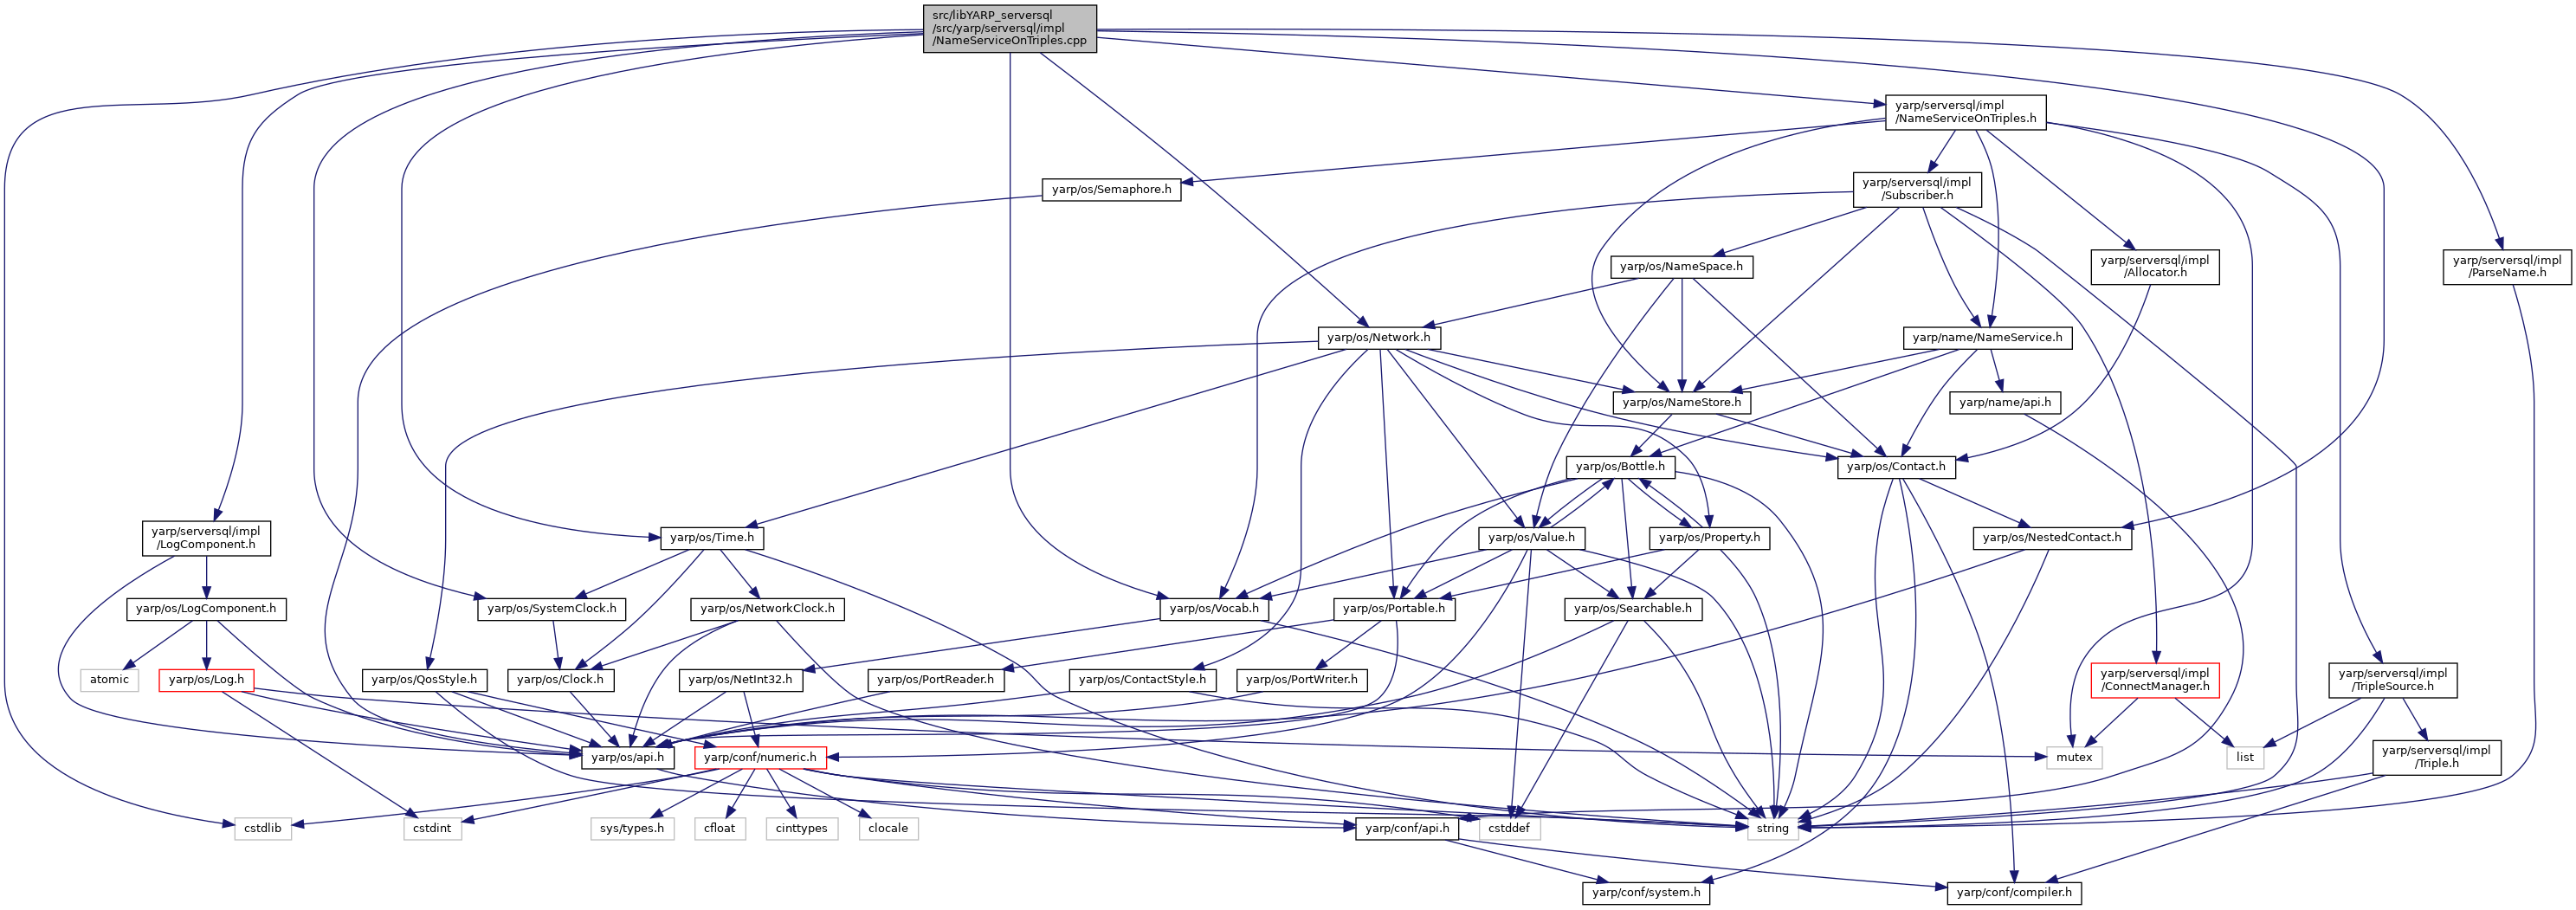 src/libYARP_serversql
/src/yarp/serversql/impl
/NameServiceOnTriples.cpp
yarp/serversql/impl
/NameServiceOnTriples.h
yarp/os/Semaphore.h
yarp/serversql/impl
/Subscriber.h
yarp/os/NameSpace.h
yarp/serversql/impl
/Allocator.h
yarp/serversql/impl
/ParseName.h
yarp/os/Network.h
yarp/name/NameService.h
yarp/os/NameStore.h
yarp/name/api.h
yarp/os/Bottle.h
yarp/os/Contact.h
yarp/serversql/impl
/LogComponent.h
yarp/os/Time.h
yarp/os/Value.h
yarp/os/Property.h
yarp/os/NestedContact.h
yarp/os/LogComponent.h
yarp/os/SystemClock.h
yarp/os/NetworkClock.h
yarp/os/Vocab.h
yarp/os/Portable.h
yarp/os/Searchable.h
atomic
yarp/os/Log.h
yarp/os/QosStyle.h
yarp/os/Clock.h
yarp/os/NetInt32.h
yarp/os/PortReader.h
yarp/os/ContactStyle.h
yarp/os/PortWriter.h
yarp/serversql/impl
/ConnectManager.h
yarp/serversql/impl
/TripleSource.h
yarp/os/api.h
yarp/conf/numeric.h
mutex
list
yarp/serversql/impl
/Triple.h
cstdlib
cstdint
sys/types.h
cfloat
cinttypes
clocale
yarp/conf/api.h
cstddef
string
yarp/conf/system.h
yarp/conf/compiler.h